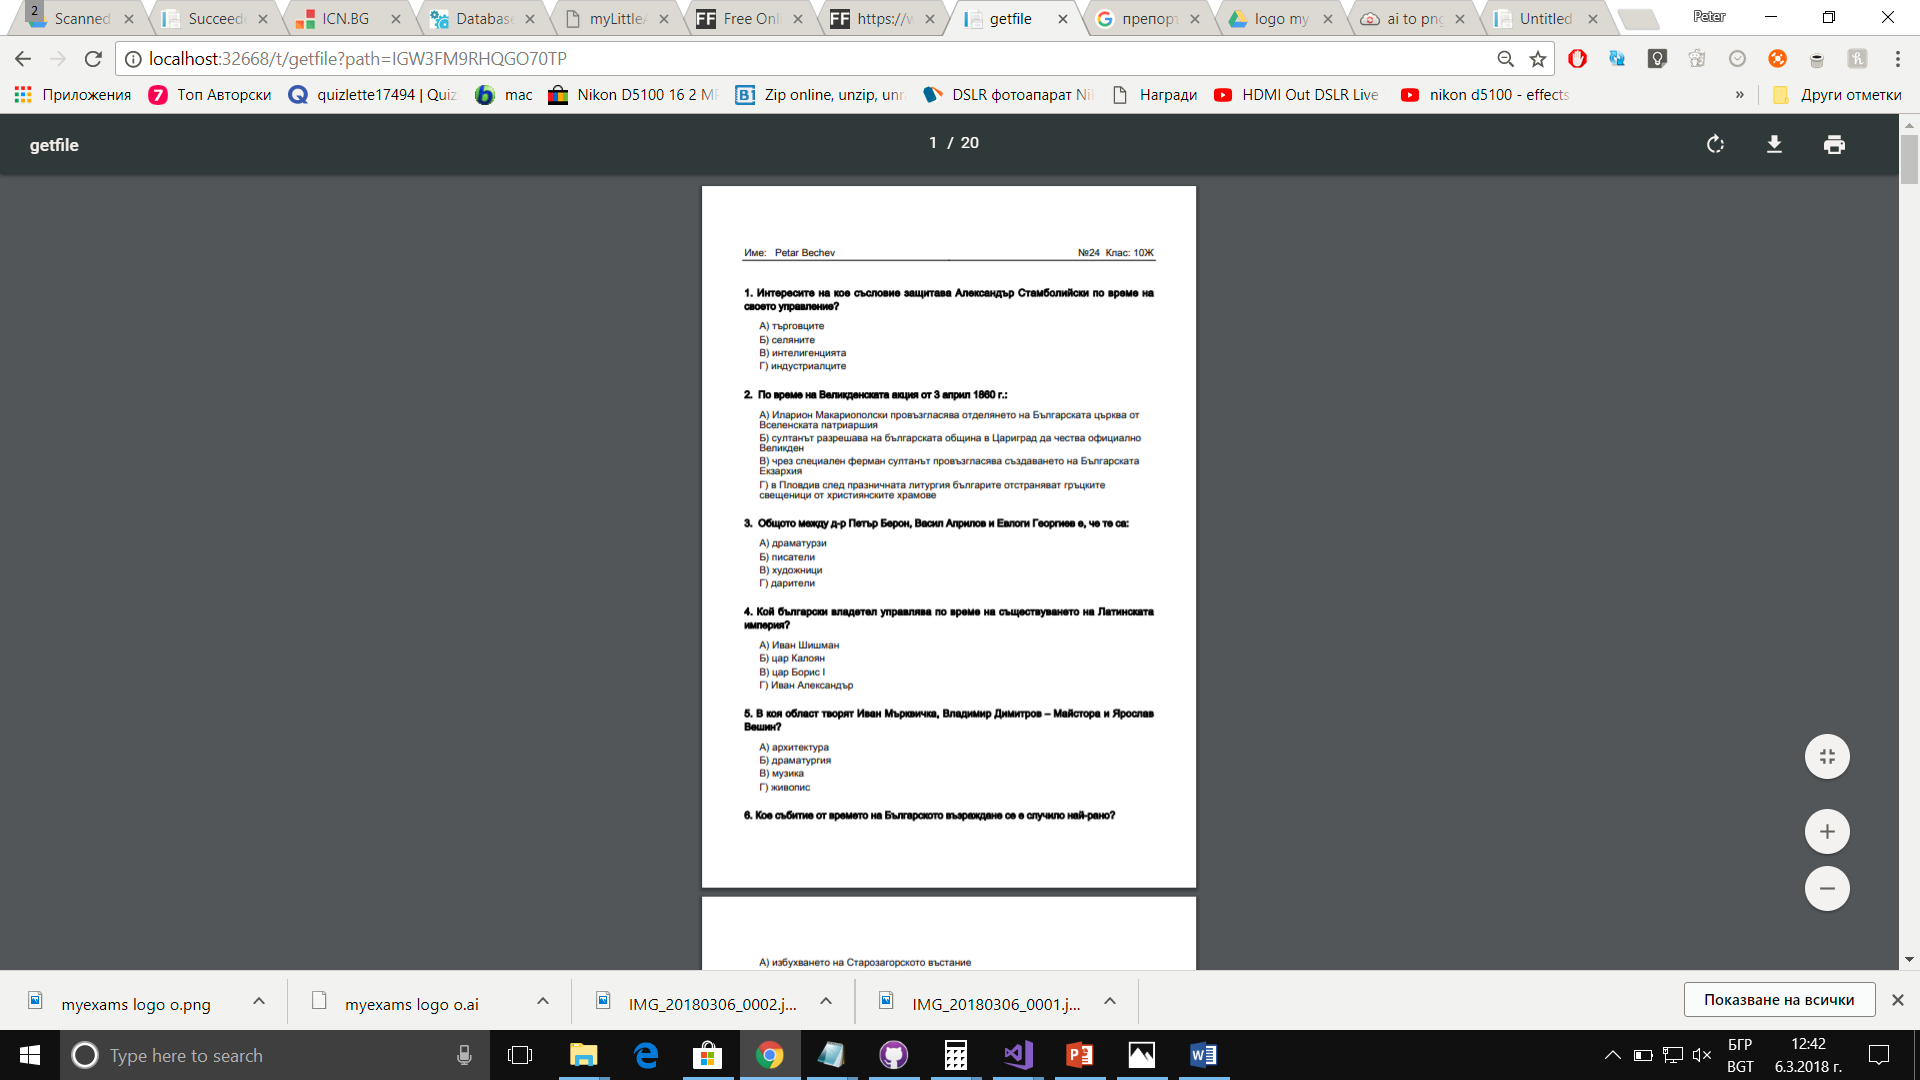 2
Scanned
Succeed
ICN.BG
Database
myLittle
Free Onl
https://w
getfile
препорт
logo my
ai to png
Untitled
Peter
localhost:32668/t/getfile?path=IGW3FM9RHQGO70TP
Приложения
Топ Авторски
quizlette17494 | Quiz
mac
Nikon D5100 16 2 MP
Zip online, unzip, unr
DSLR фотоапарат Ni
Награди
HDMI Out DSLR Live
nikon d5100 - effects
»
Други отметки
getfile
1 / 20
Име: Petar Bechev
№24 Клас: 10Ж
1. Интересите на кое съсловие защитава Александър Стамболийски по време на
своето управление?
А) търговците
Б) селяните
В) интелигенцията
Г) индустриалците
2. По време на Великденската акция от 3 април 1860 г.:
А) Иларион Макариополски провъзгласява отделянето на Българската църква от
Вселенската патриаршия
Б) султанът разрешава на българската община в Цариград да чества официално
Великден
В) чрез специален ферман султанът провъзгласява създаването на Българската
Екзархия
Г) в Пловдив след празничната литургия българите отстраняват гръцките
свещеници от християнските храмове
3. Общото между д-р Петър Берон, Васил Априлов и Евлоги Георгиев е, че те са:
А) драматурзи
Б) писатели
В) художници
Г) дарители
4. Кой български владетел управлява по време на съществуването на Латинската
империя?
А) Иван Шишман
Б) цар Калоян
В) цар Борис I
Г) Иван Александър
5. В коя област творят Иван Мърквичка, Владимир Димитров – Майстора и Ярослав
Вешин?
А) архитектура
Б) драматургия
В) музика
Г) живопис
6. Кое събитие от времето на Българското възраждане се е случило най-рано?
А) избухването на Старозагорското въстание
myexams logo o.png
myexams logo o.ai
IMG_20180306_0002.j...
IMG_20180306_0001.j...
Показване на всички
Type here to search
БГР
BGT
12:42
6.3.2018 г.